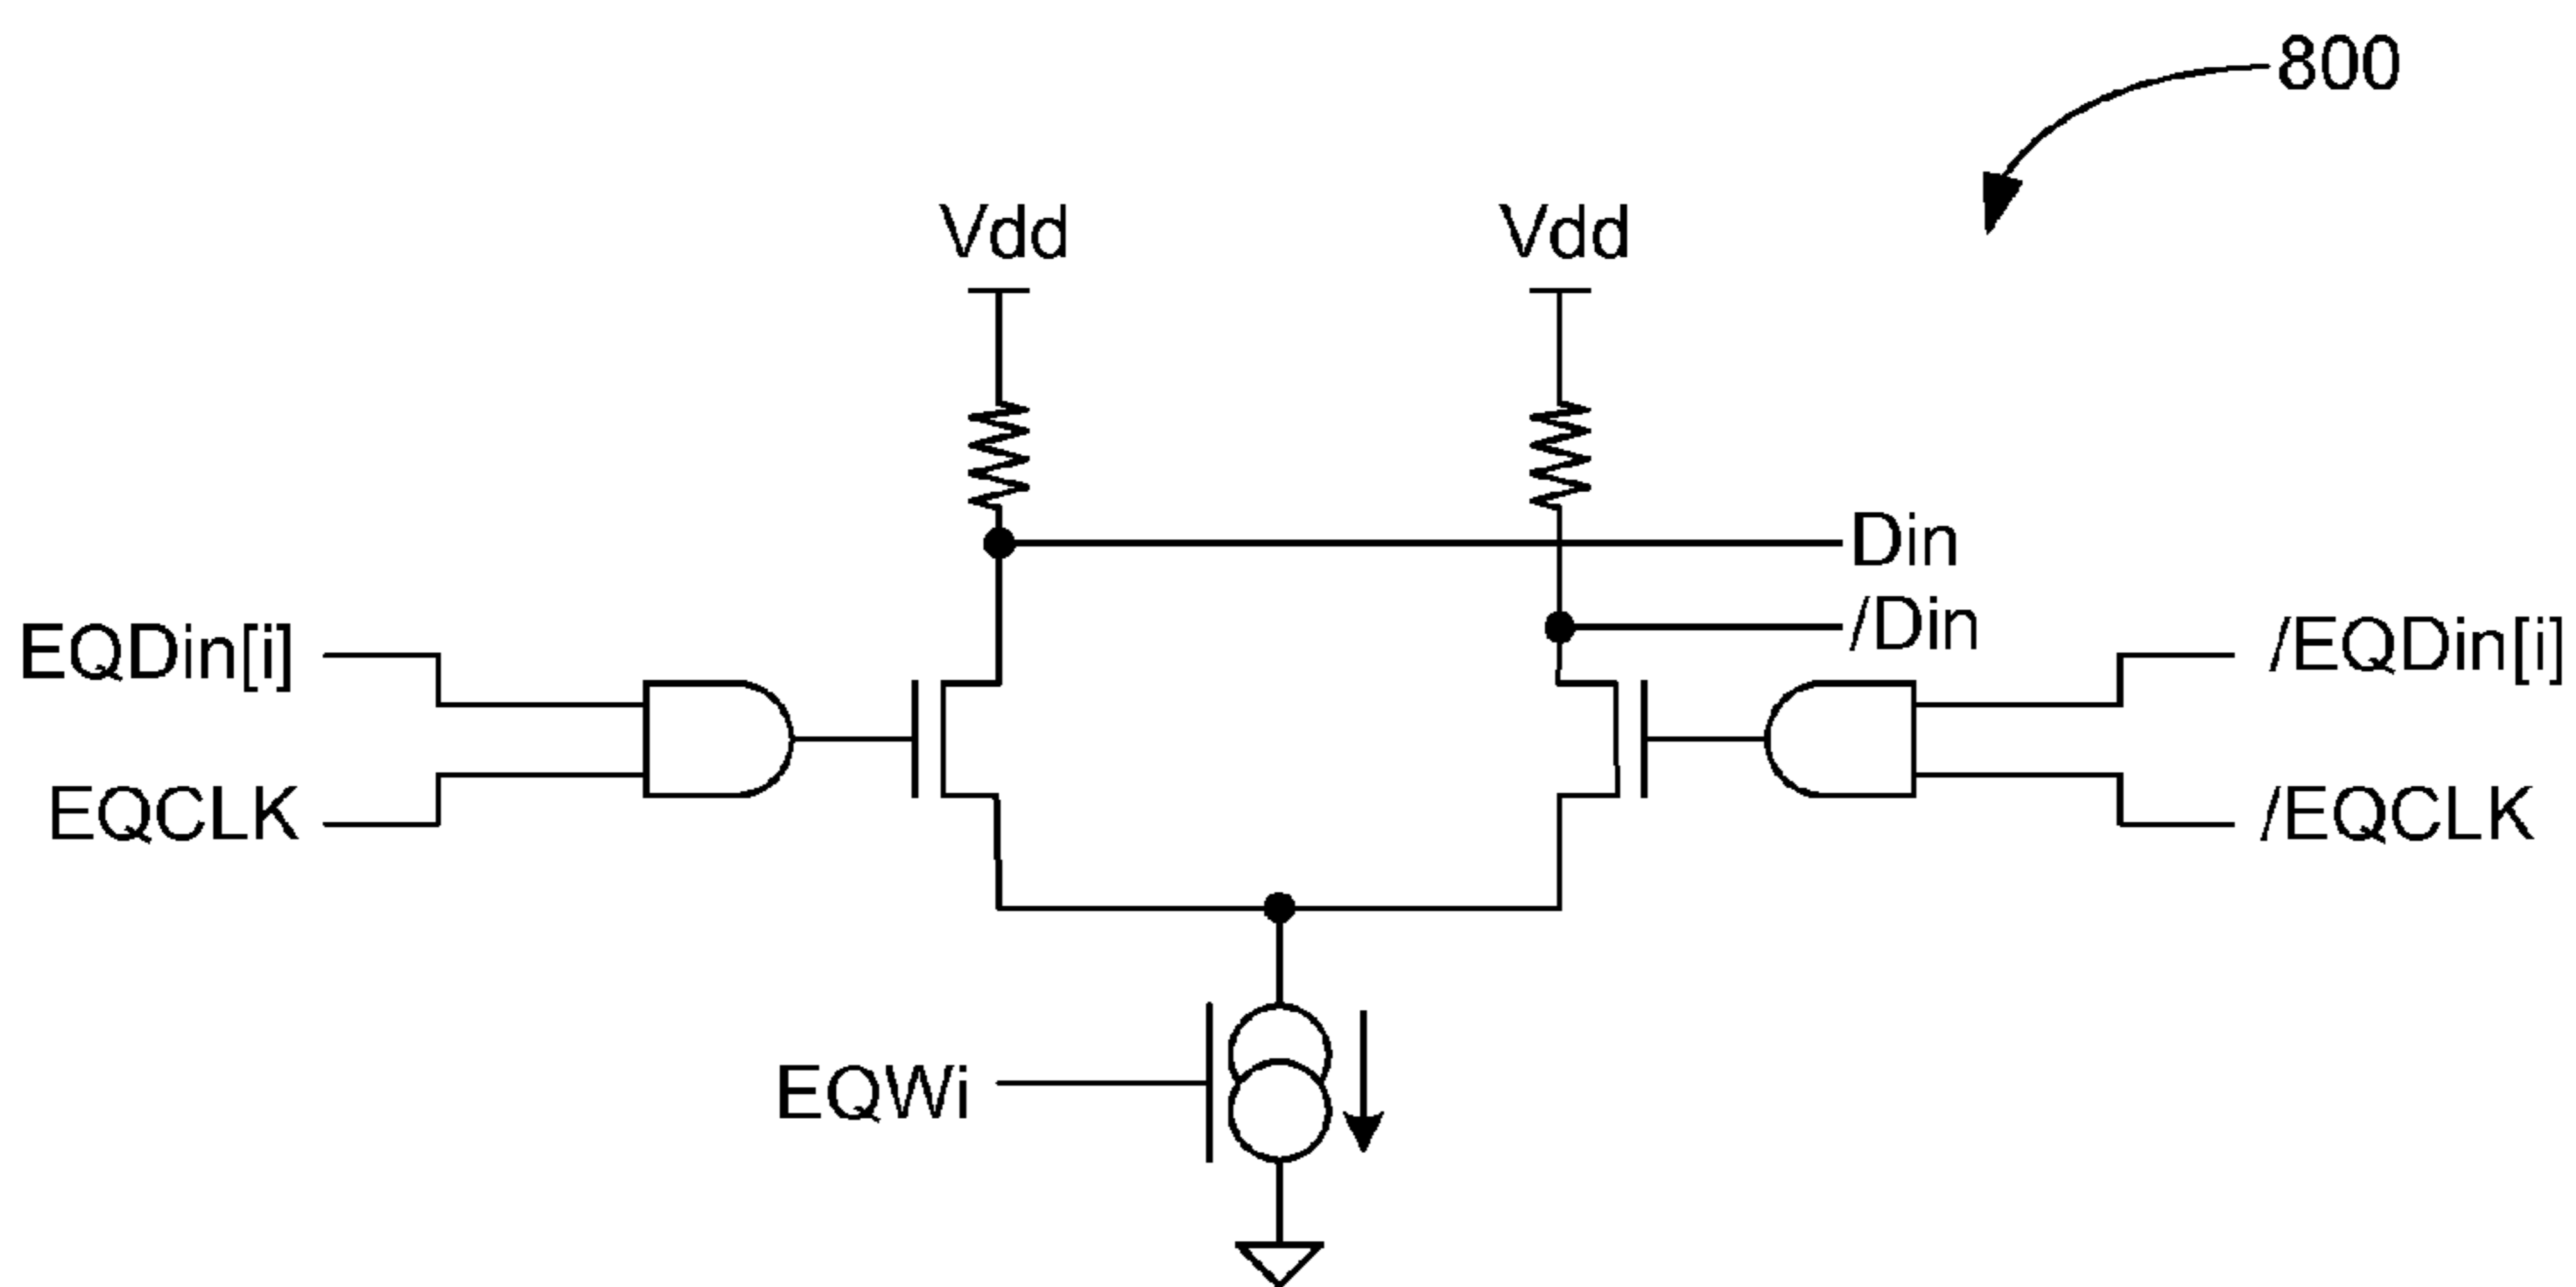 800
Vdd
Vdd
Din
/Din
EQDin[i]
/EQDin[i]
EQCLK
/EQCLK
EQWi